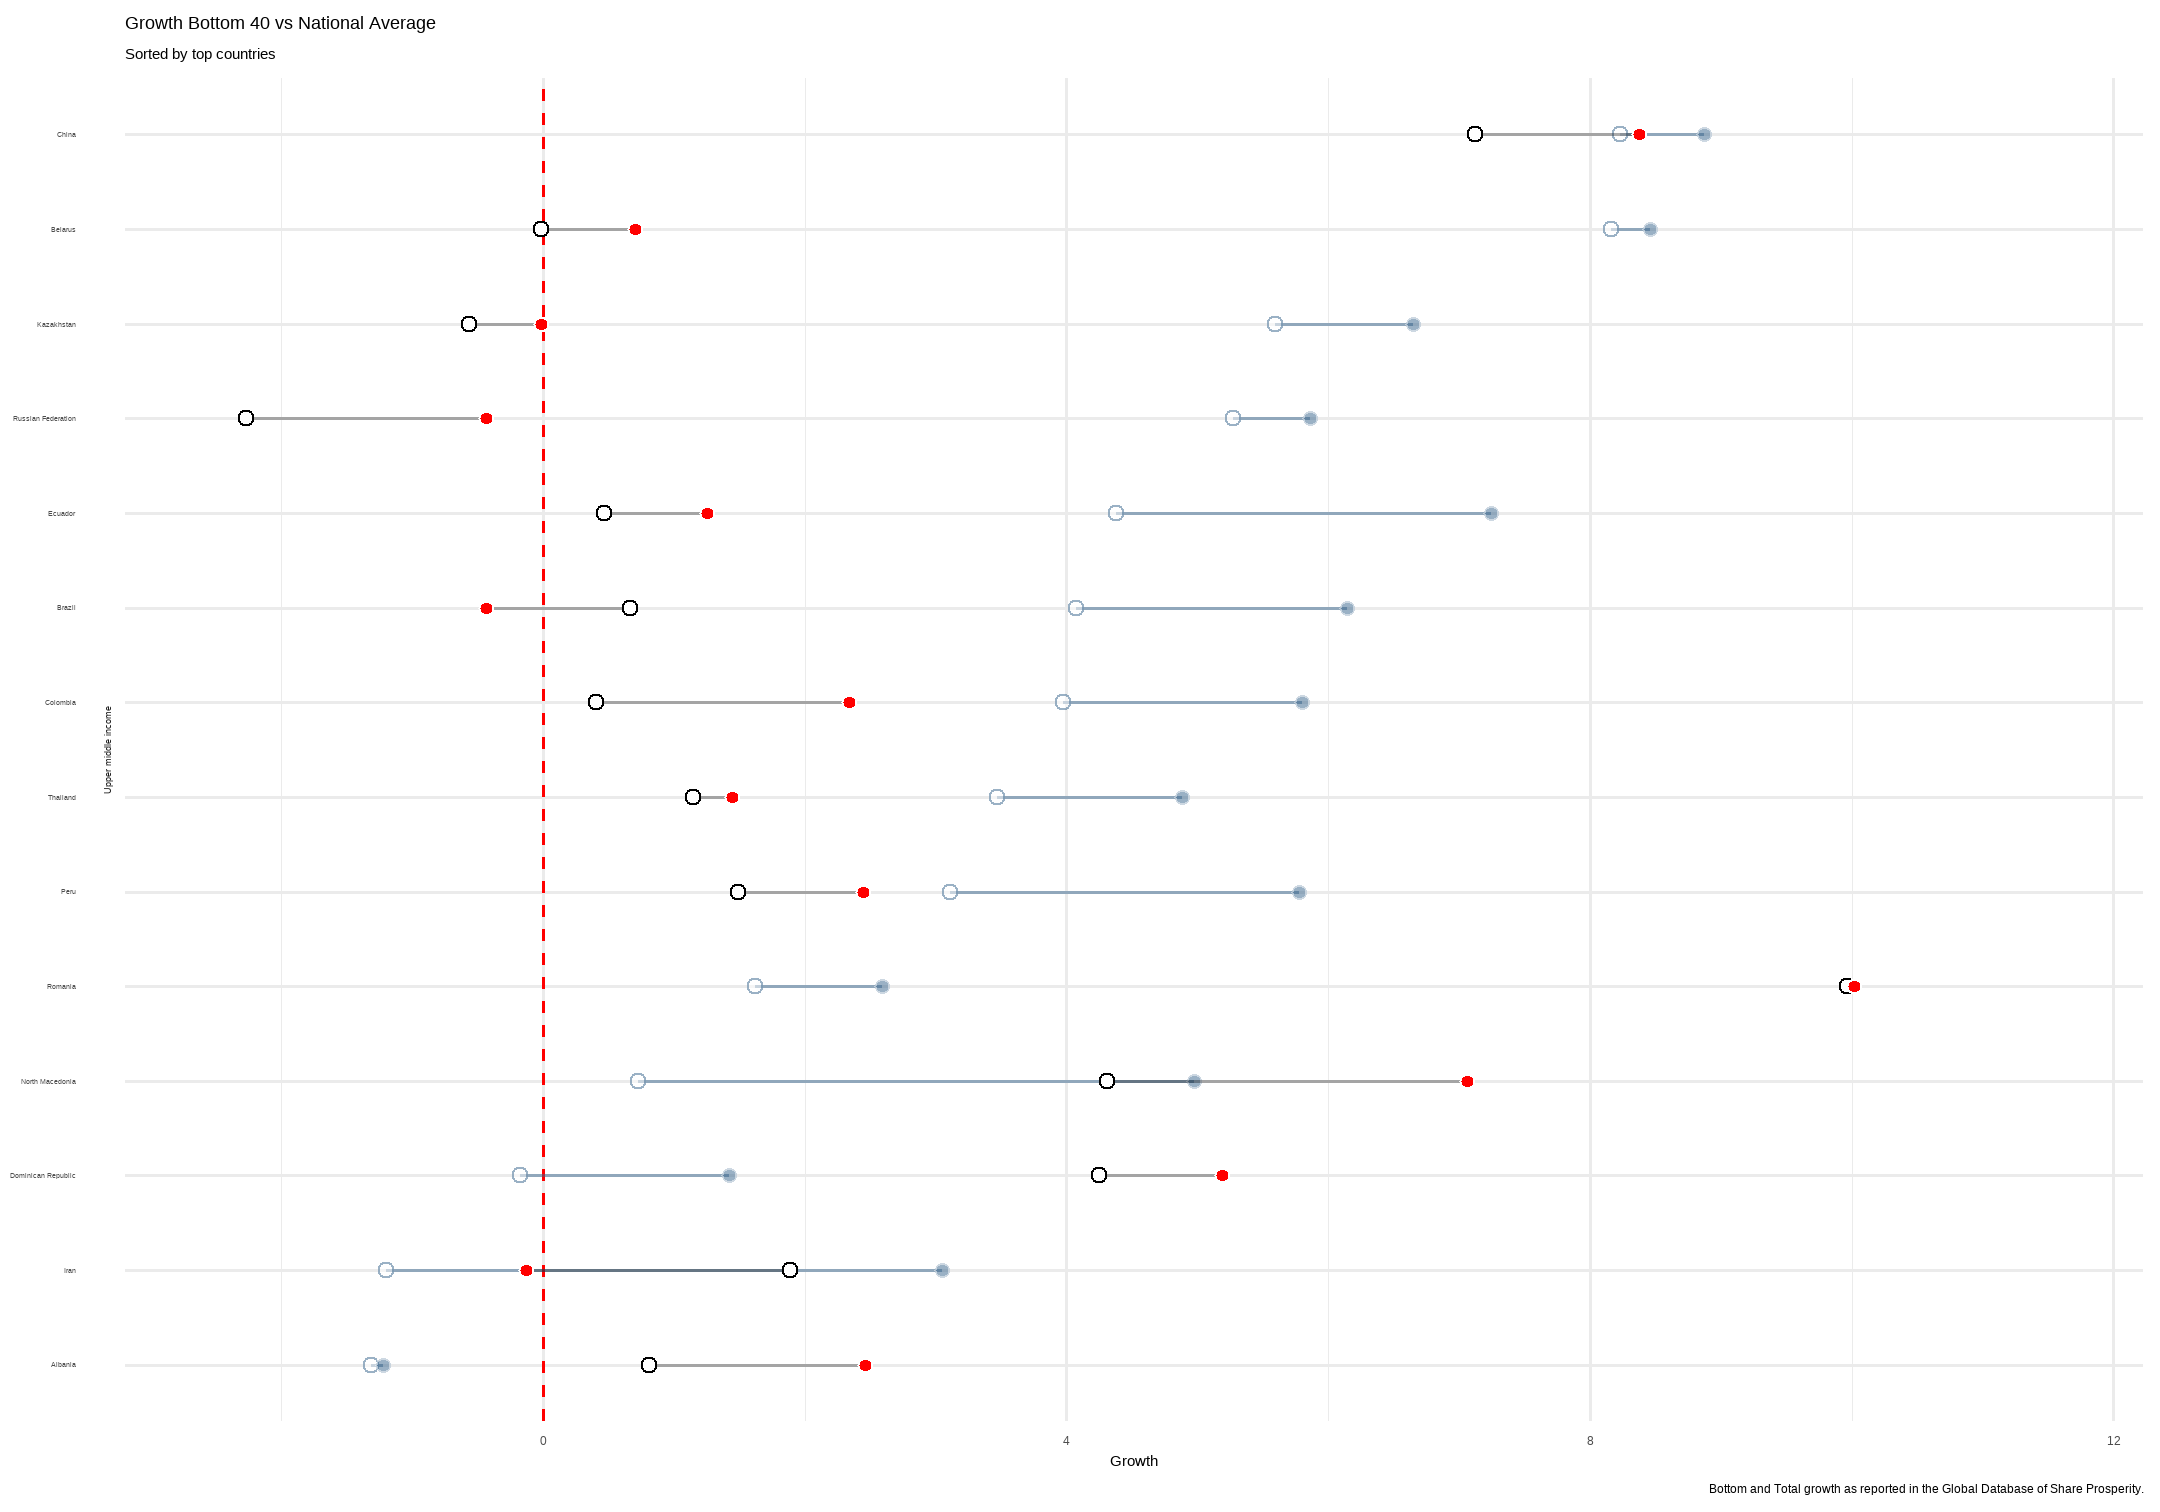 Growth Bottom 40 vs National Average
Sorted by top countries
China
Belarus
Kazakhstan
Russian Federation
Ecuador
Brazil
Colombia
Thailand
Peru
Romania
North Macedonia
Dominican Republic
Iran
Albania
Upper middle income
0 4 8 12
Growth
Bottom and Total growth as reported in the Global Database of Share Prosperity.